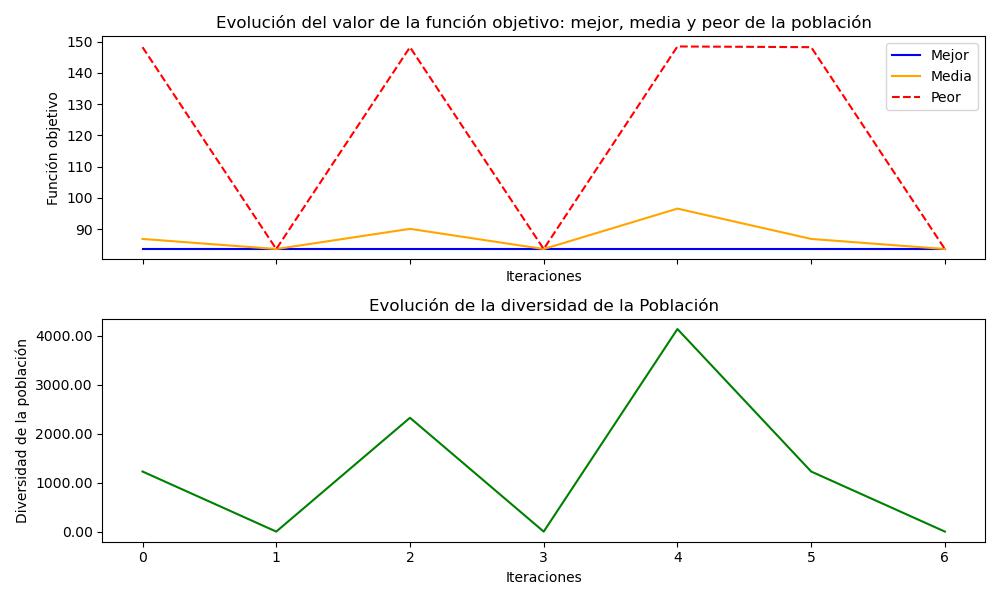 Evolución del valor de la función objetivo: mejor, media y peor de la población
150
140
130
120
110
100
90
Función objetivo
Mejor
Media
Peor
Iteraciones
Evolución de la diversidad de la Población
4000.00
3000.00
2000.00
1000.00
0.00
Diversidad de la población
0 1 2 3 4 5 6
Iteraciones